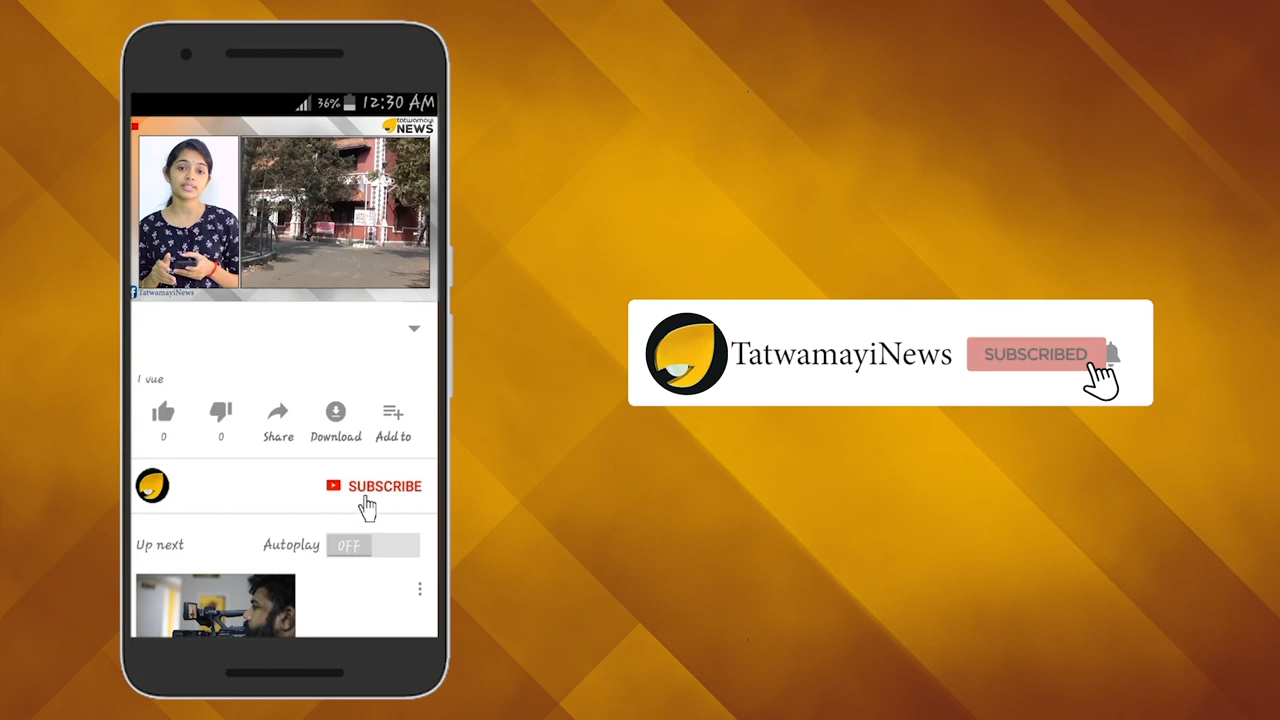 36% 12:30 AM
tatwamayi
NEWS
TatwamayiNews
1 vue
0 0 Share Download Add to
SUBSCRIBE
Up next Autoplay OFF
TatwamayiNews SUBSCRIBED